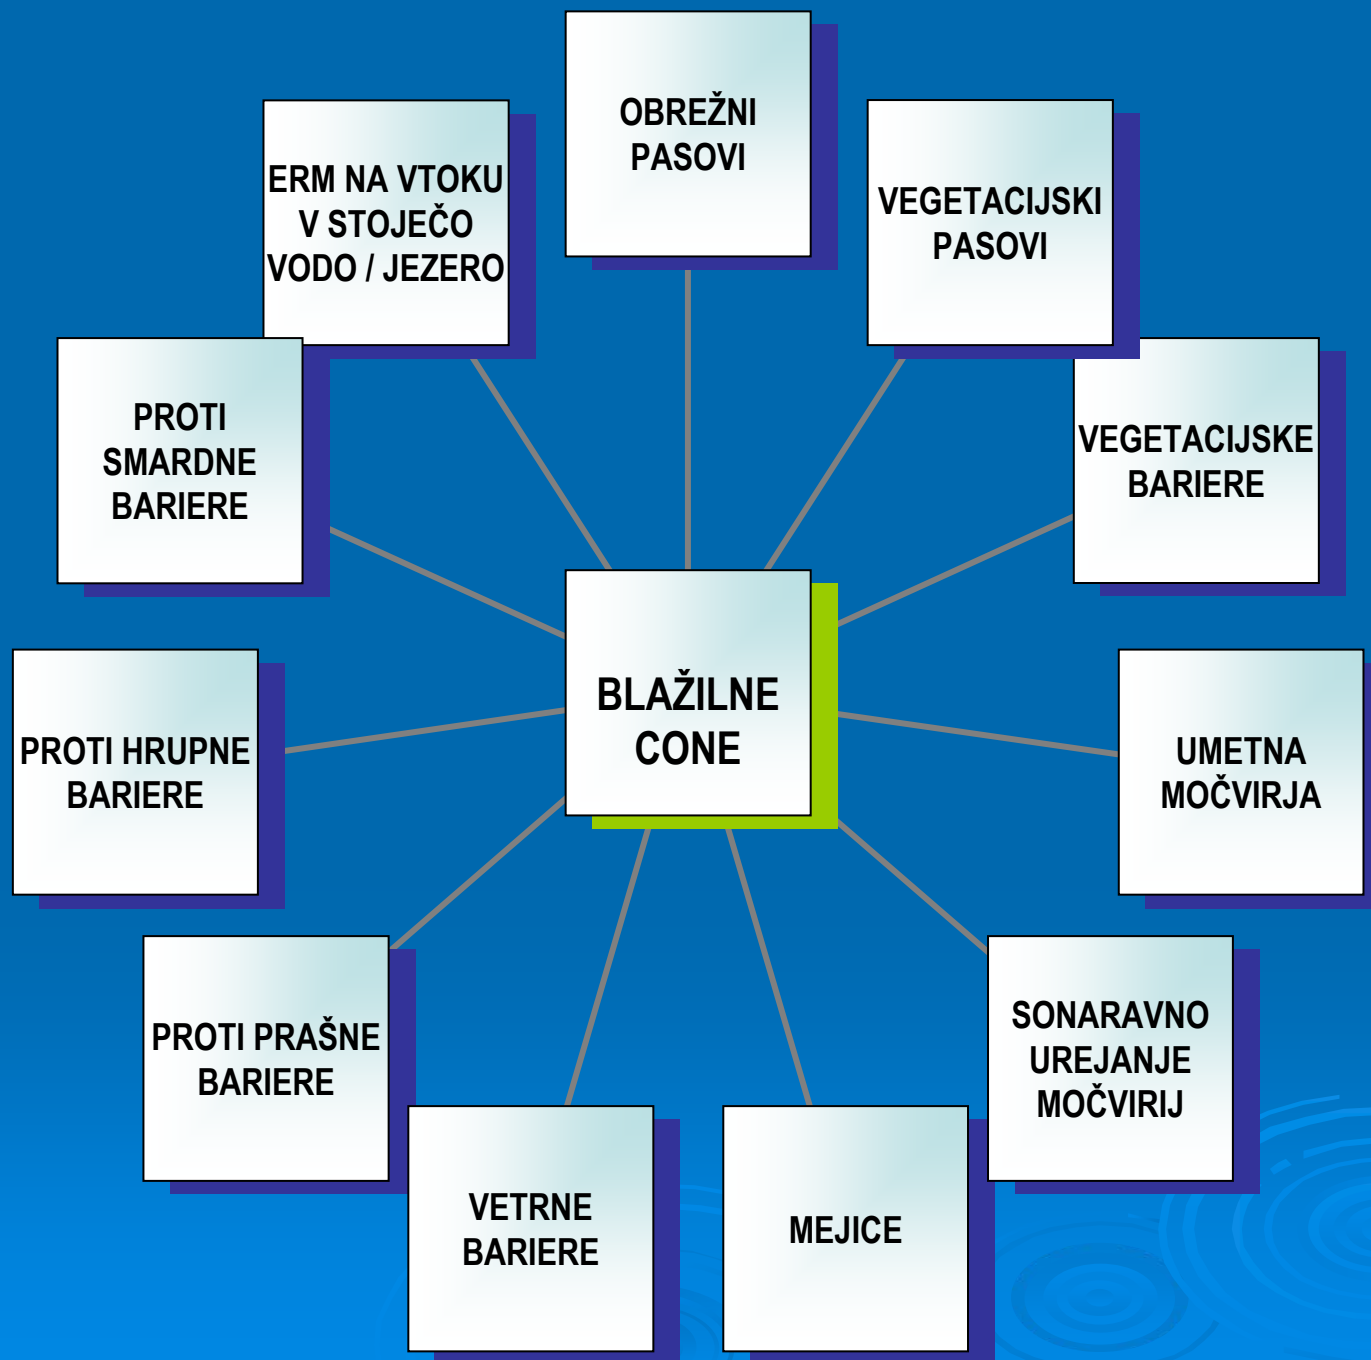 OBREŽNI
PASOVI
ERM NA VTOKU
V STOJEČO
VODO / JEZERO
VEGETACIJSKI
PASOVI
PROTI
SMARDNE
BARIERE
VEGETACIJSKE
BARIERE
BLAŽILNE
CONE
PROTI HRUPNE
BARIERE
UMETNA
MOČVIRJA
PROTI PRAŠNE
BARIERE
SONARAVNO
UREJANJE
MOČVIRIJ
VETRNE
BARIERE
MEJICE